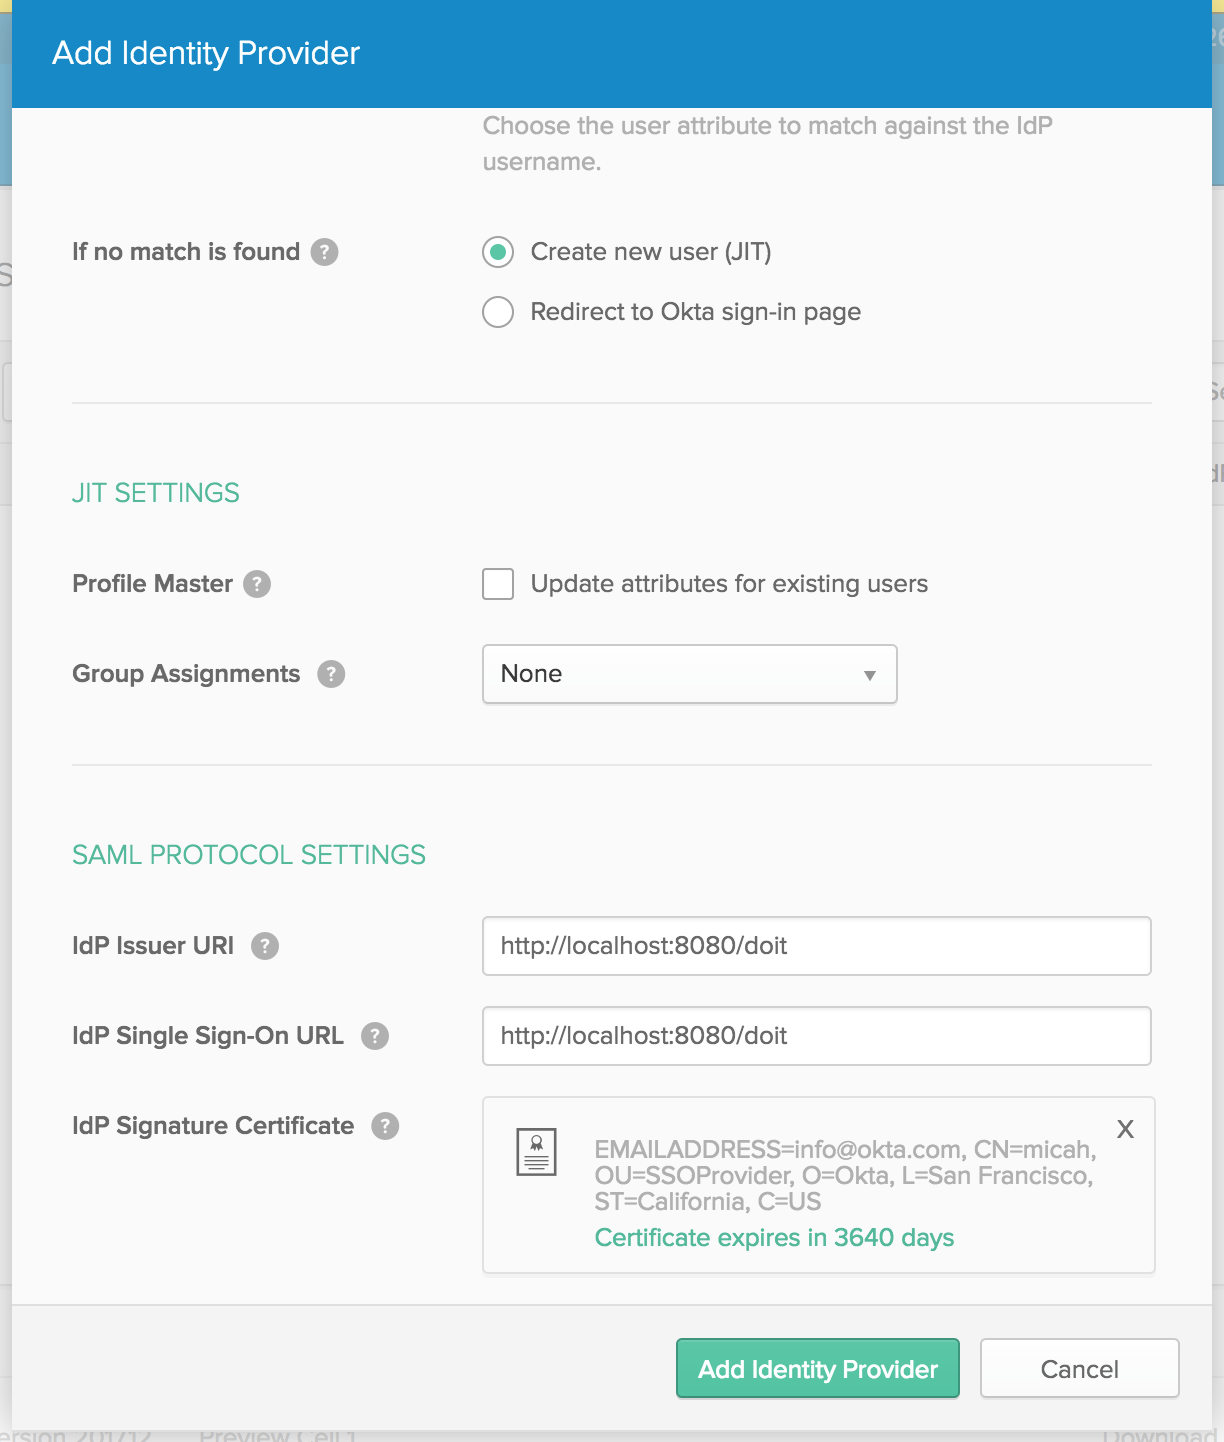 Add Identity Provider
Choose the user attribute to match against the IdP
username.
If no match is found ?
Create new user (JIT)
Redirect to Okta sign-in page
JIT SETTINGS
Profile Master ?
Update attributes for existing users
Group Assignments ?
None
SAML PROTOCOL SETTINGS
IdP Issuer URI ?
http://localhost:8080/doit
IdP Single Sign-On URL ?
http://localhost:8080/doit
IdP Signature Certificate ?
X
EMAILADDRESS=info@okta.com, CN=micah,
OU=SSOProvider, O=Okta, L=San Francisco,
ST=California, C=US
Certificate expires in 3640 days
Add Identity Provider
Cancel
Preview Cell 1
Download